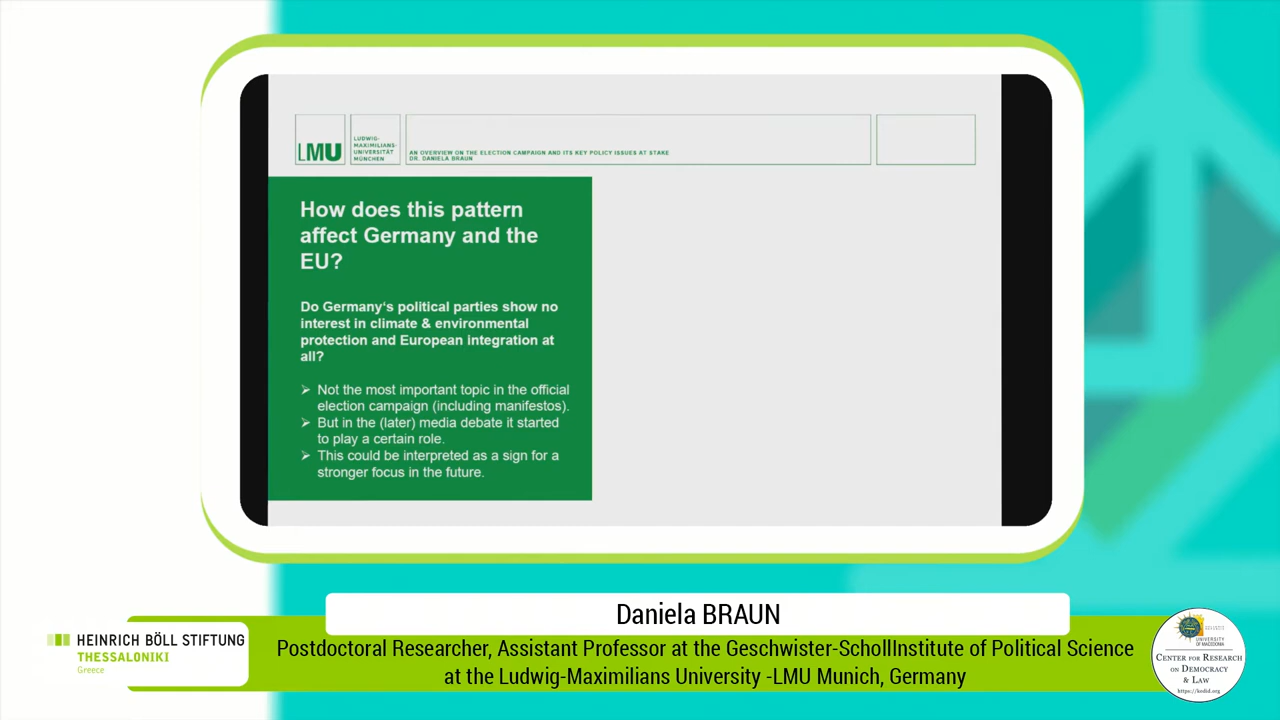 LMU
LUDWIG-
MAXIMILIANS-
UNIVERSITÄT
MÜNCHEN
AN OVERVIEW ON THE ELECTION CAMPAIGN AND ITS KEY POLICY ISSUES AT STAKE
DR. DANIELA BRAUN
How does this pattern
affect Germany and the
EU?
Do Germany‘s political parties show no
interest in climate & environmental
protection and European integration at
all?
➢ Not the most important topic in the official
election campaign (including manifestos).
➢ But in the (later) media debate it started
to play a certain role.
➢ This could be interpreted as a sign for a
stronger focus in the future.
Daniela BRAUN
Postdoctoral Researcher, Assistant Professor at the Geschwister-SchollInstitute of Political Science
at the Ludwig-Maximilians University -LMU Munich, Germany
HEINRICH BÖLL STIFTUNG
THESSALONIKI
Greece
UNIVERSITY
OF MACEDONIA
CENTER FOR RESEARCH
ON DEMOCRACY
& LAW
https://kedid.org